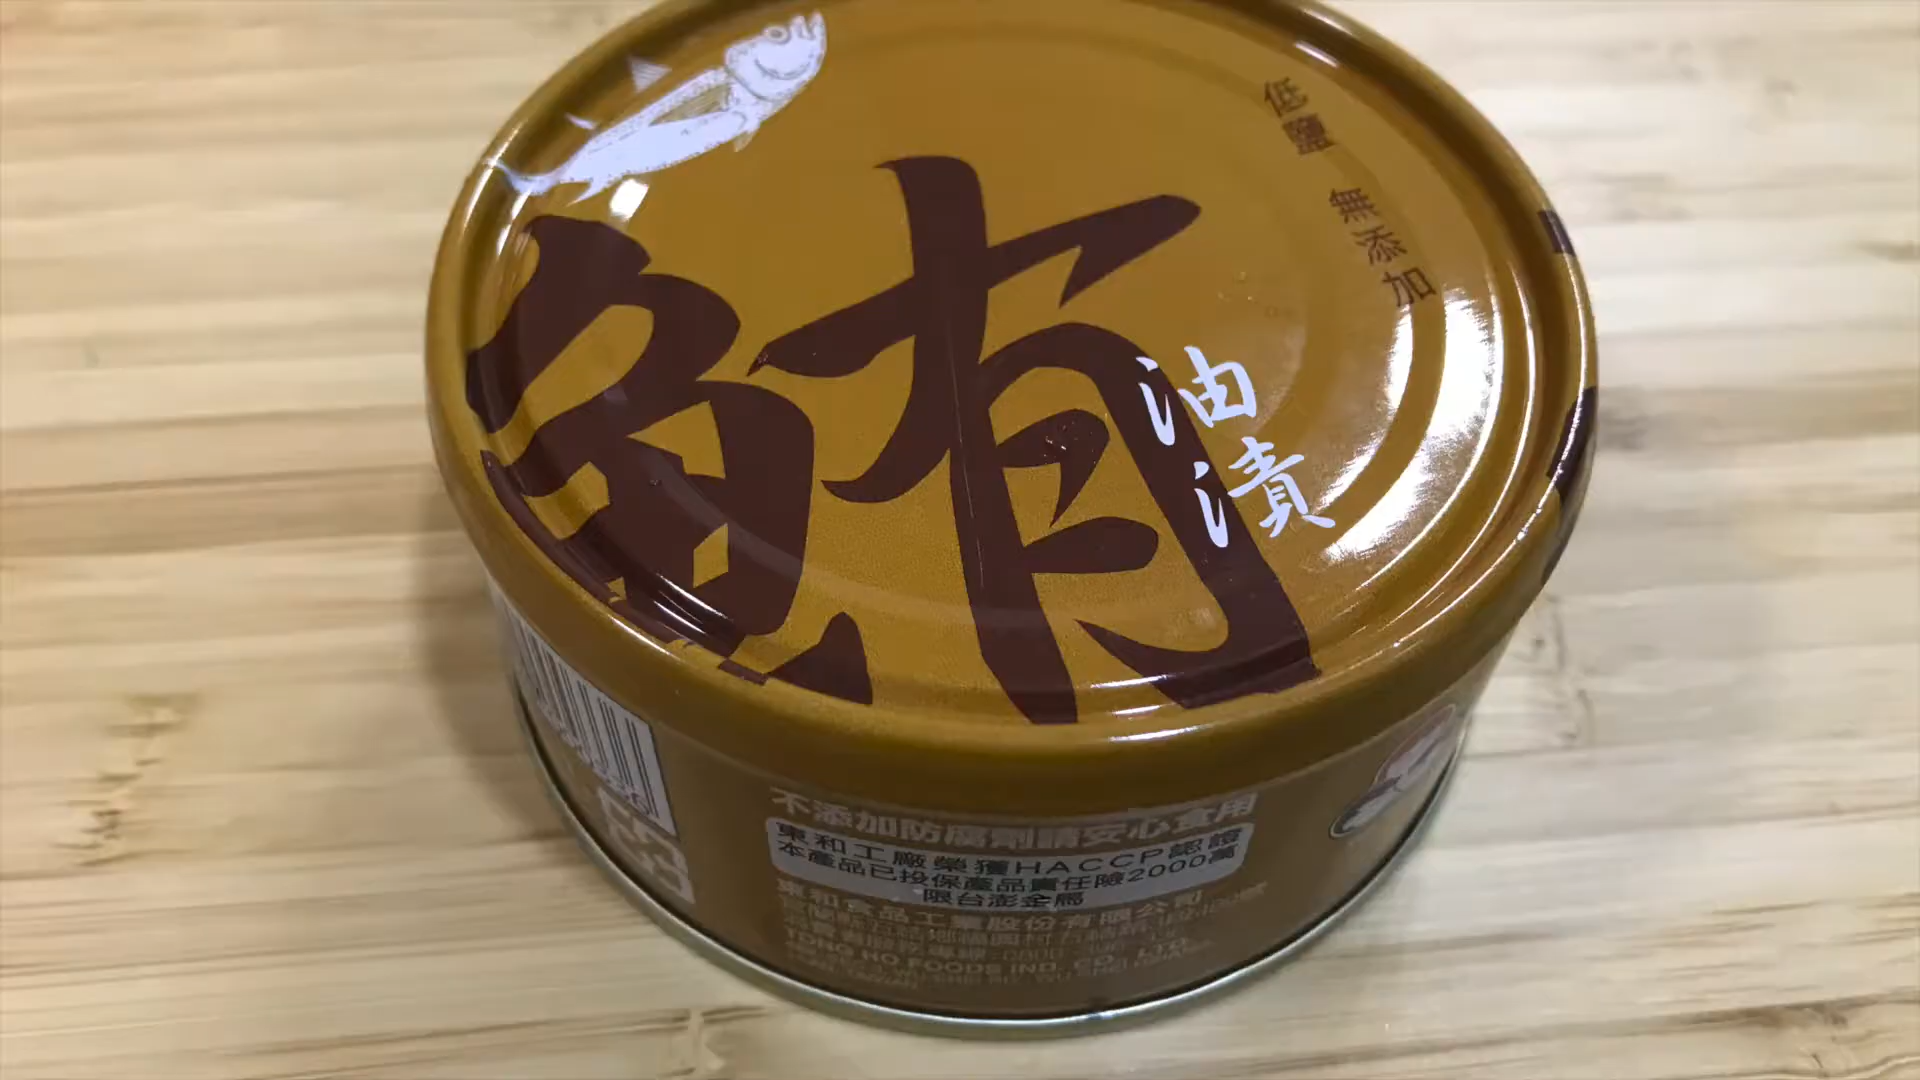 低鹽 無添加
鮪
油漬
不添加防腐劑請安心食用
東和工廠榮獲HACCP認證
本產品已投保產品責任險2000萬
限台澎金馬
東和食品工業股份有限公司
TONG HO FOODS IND. CO., LTD.